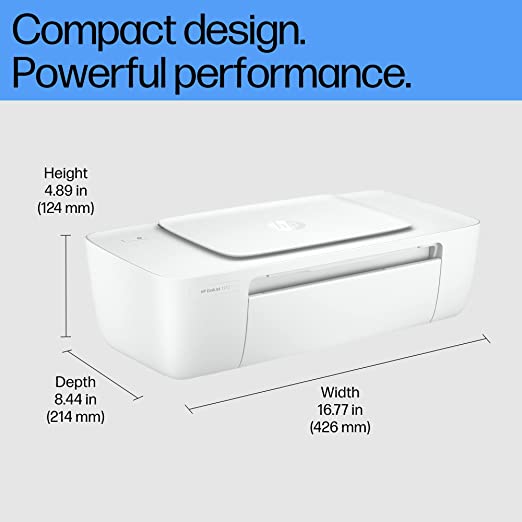 Compact design.
Powerful performance.
Height
4.89 in
(124 mm)
hp
Depth
8.44 in
(214 mm)
Width
16.77 in
(426 mm)